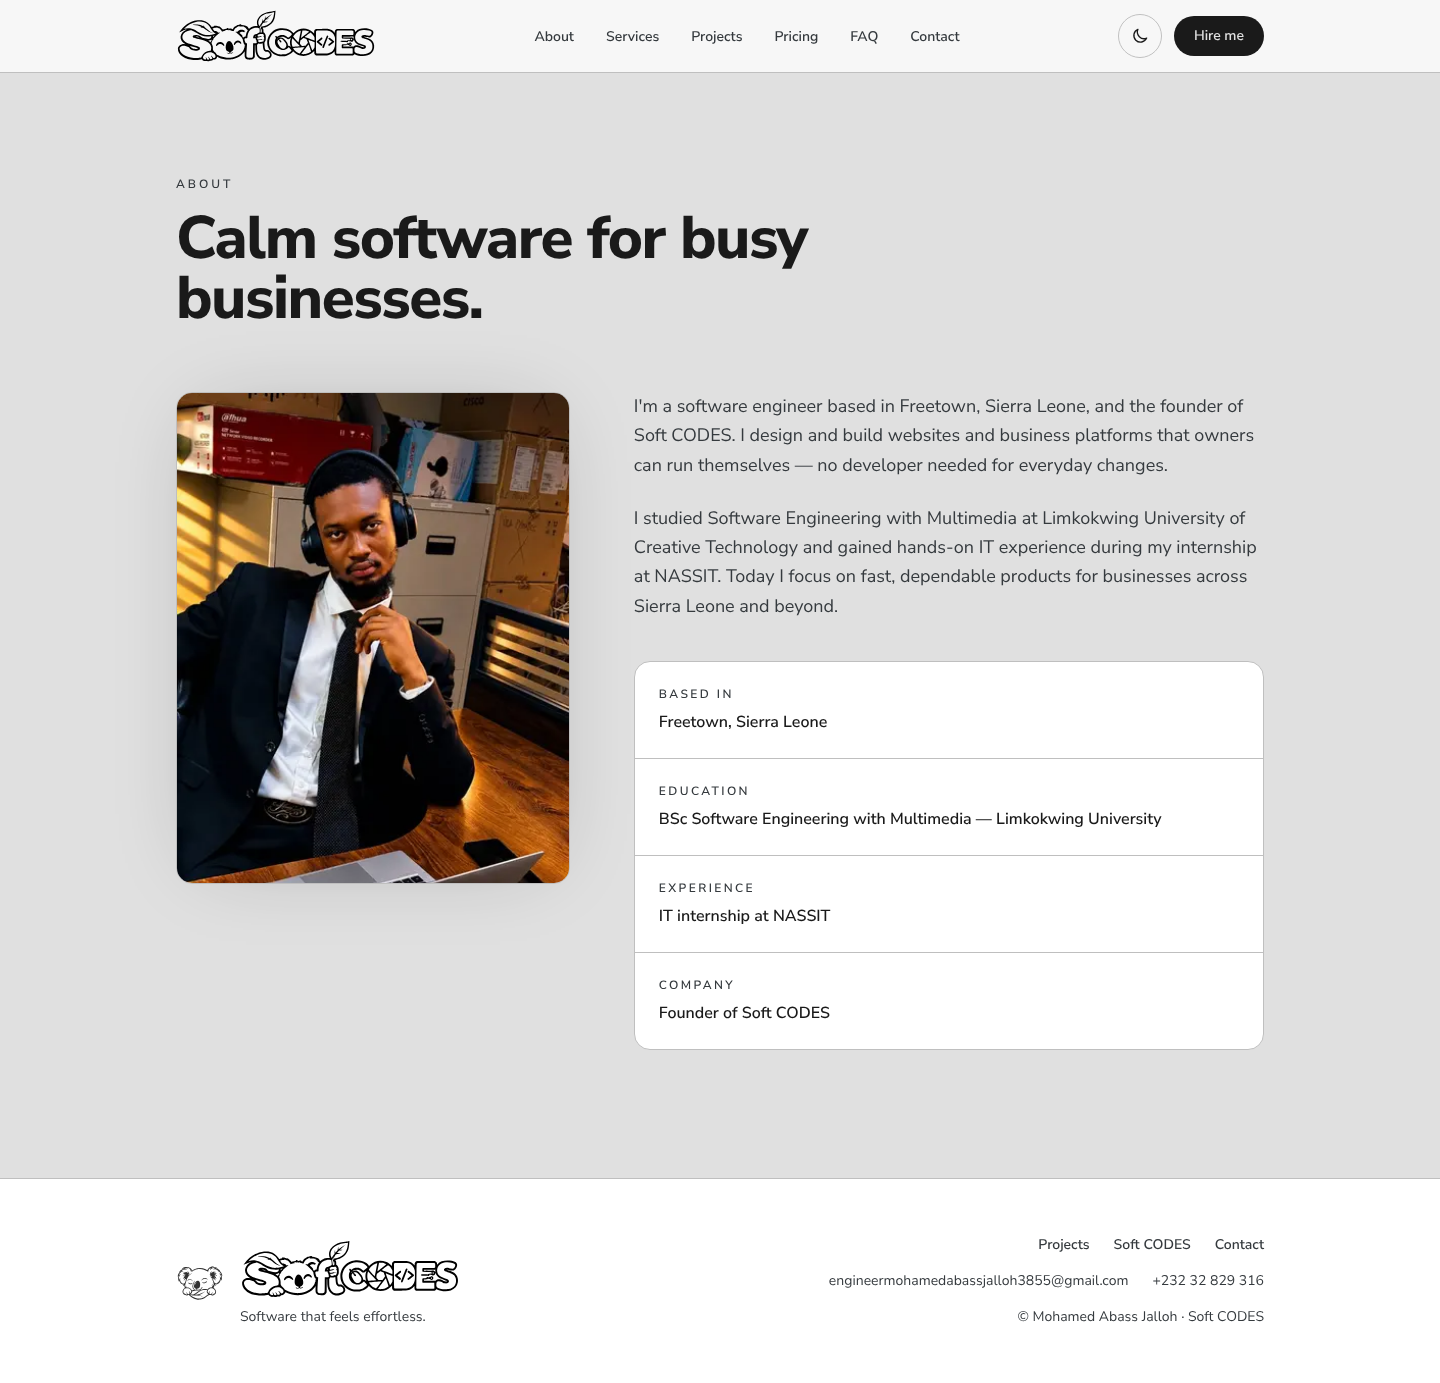 Soft CODES
About
Services
Projects
Pricing
FAQ
Contact
Hire me
ABOUT
Calm software for busy
businesses.
alhua
CISCO
I'm a software engineer based in Freetown, Sierra Leone, and the founder of
Soft CODES. I design and build websites and business platforms that owners
can run themselves — no developer needed for everyday changes.
I studied Software Engineering with Multimedia at Limkokwing University of
Creative Technology and gained hands-on IT experience during my internship
at NASSIT. Today I focus on fast, dependable products for businesses across
Sierra Leone and beyond.
BASED IN
Freetown, Sierra Leone
EDUCATION
BSc Software Engineering with Multimedia — Limkokwing University
EXPERIENCE
IT internship at NASSIT
COMPANY
Founder of Soft CODES
Soft CODES
Software that feels effortless.
Projects
Soft CODES
Contact
engineermohamedabassjalloh3855@gmail.com
+232 32 829 316
© Mohamed Abass Jalloh · Soft CODES